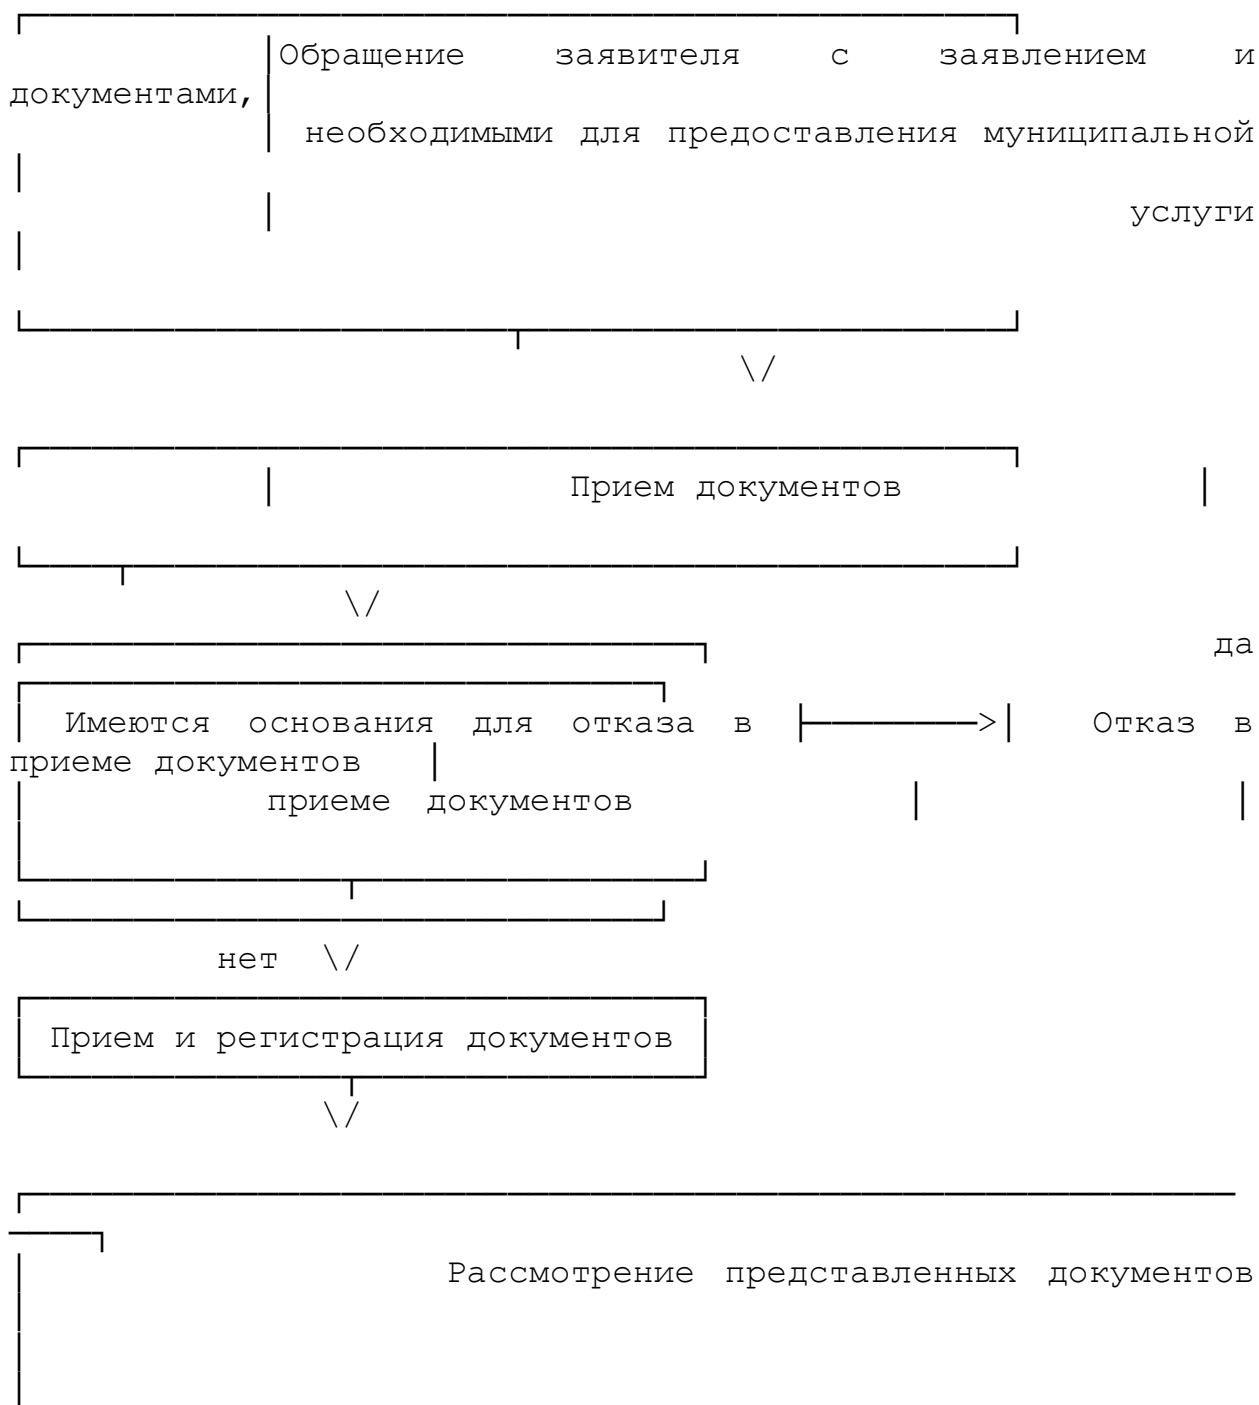 Обращение заявителя с заявлением и
документами,
необходимыми для предоставления муниципальной
услуги
\/
Прием документов
\/
да
Имеются основания для отказа в > Отказ в
приеме документов
приеме документов
нет \/
Прием и регистрация документов
\/
Рассмотрение представленных документов